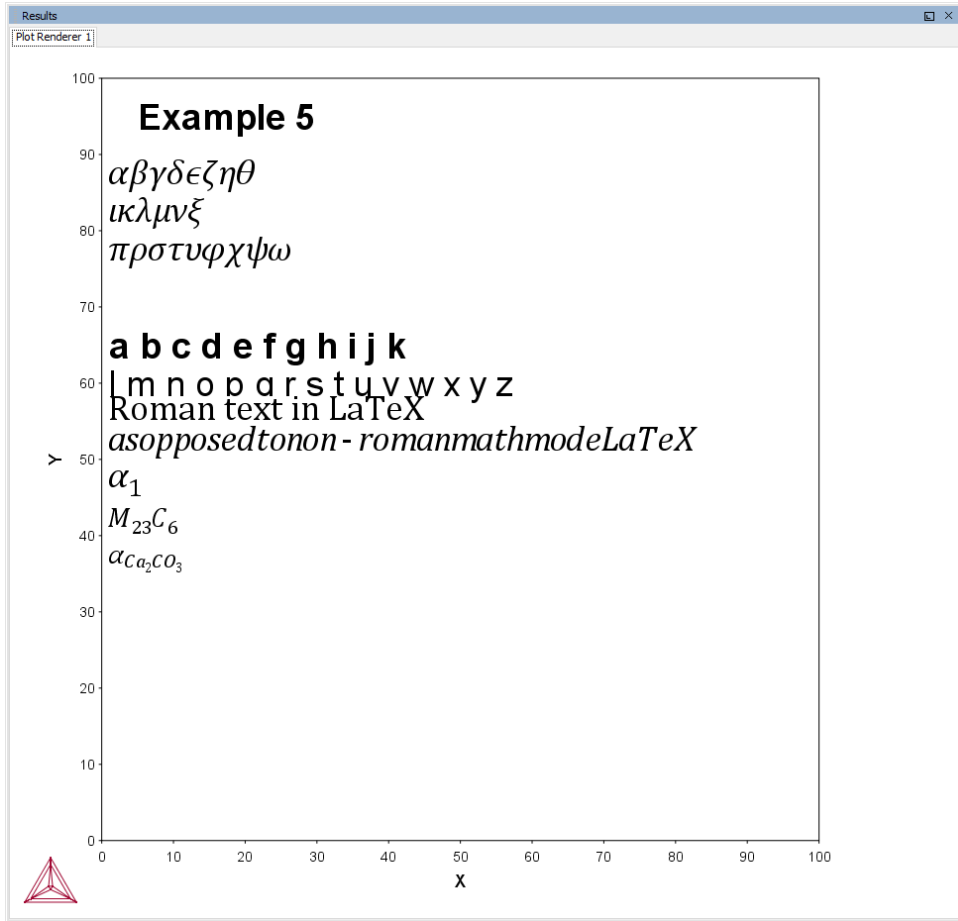 Results
Plot Renderer 1
100
Example 5
90
αβγδϵζηθ
ικλμνξ
80
πρστυφχψω
70
a b c d e f g h i j k
60
l m n o p q r s t u v w x y z
Roman text in LaTeX
asopposedtonon-romanmathmodeLaTeX
Y
50
α₁
M₂₃C₆
40
α_{Ca₂CO₃}
30
20
10
0
0 10 20 30 40 50 60 70 80 90 100
X